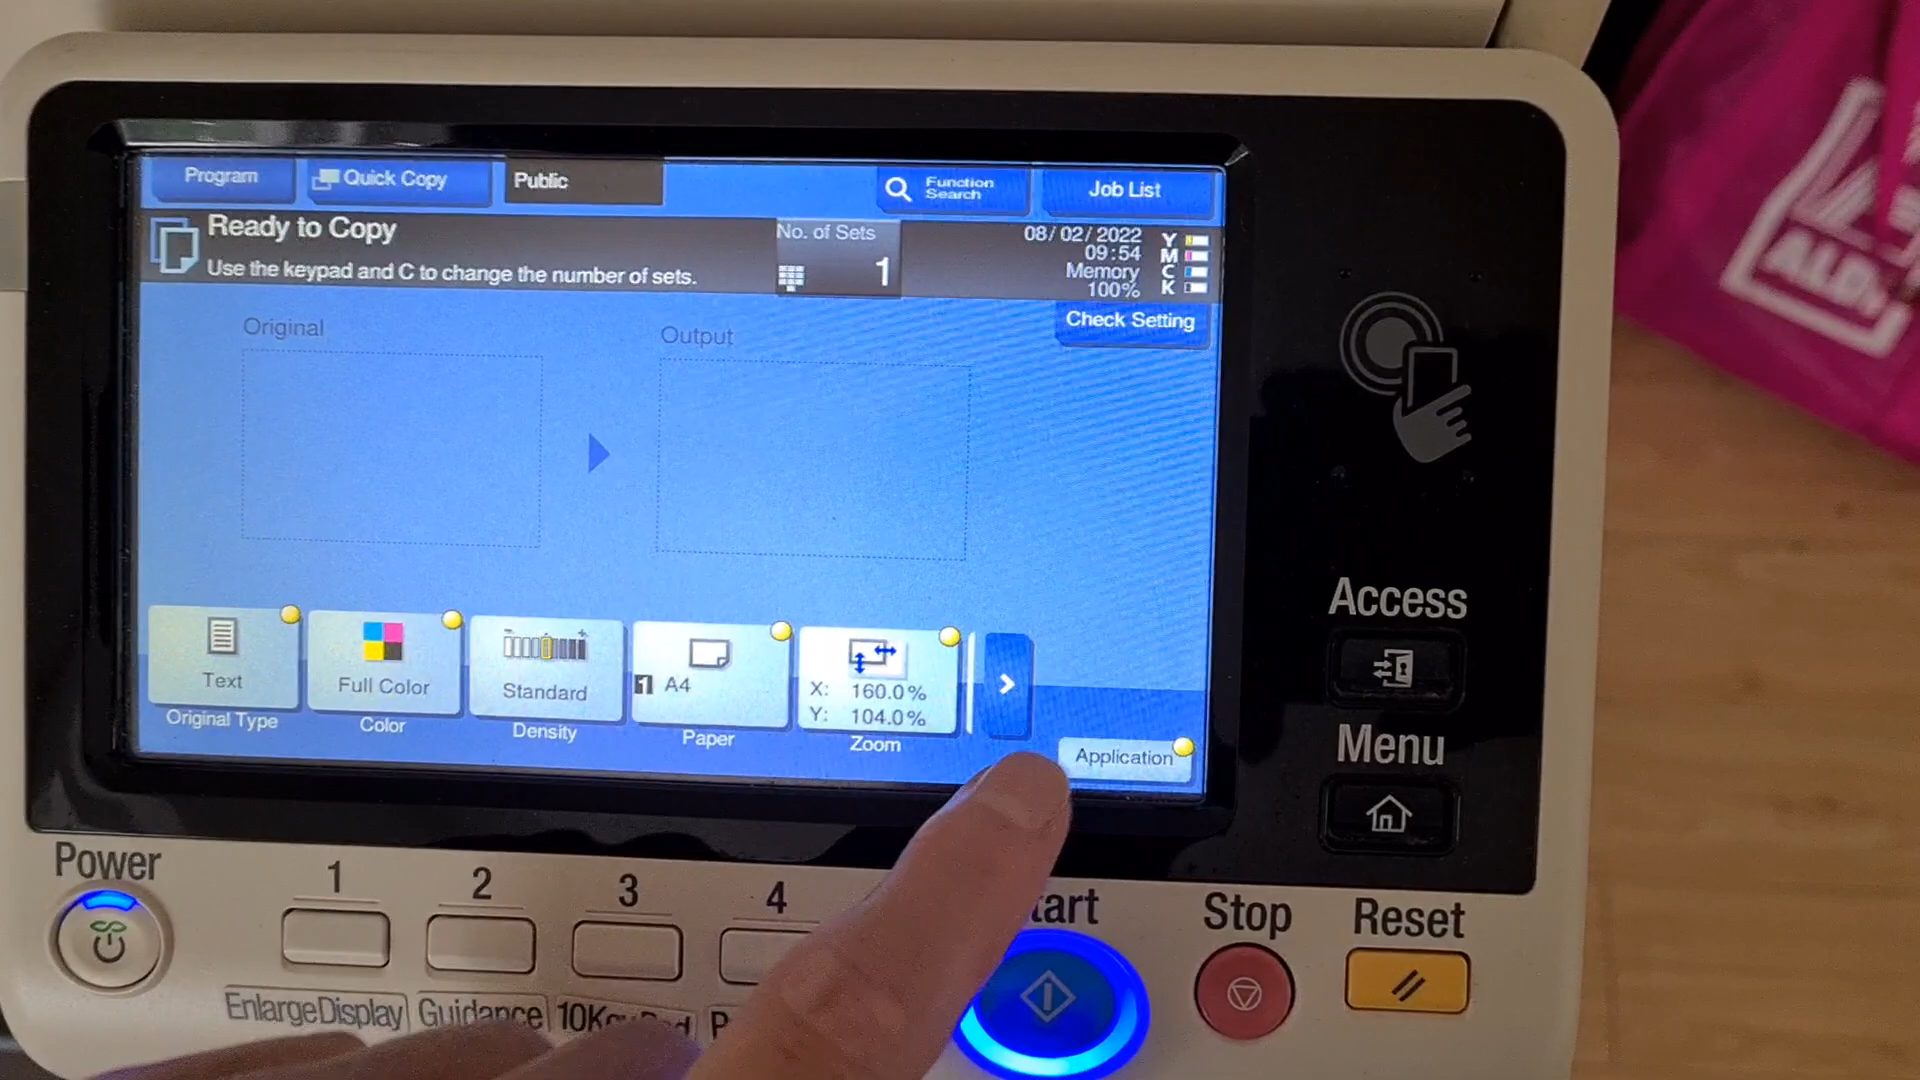 Program
Quick Copy
Public
Function
Search
Job List
Ready to Copy
Use the keypad and C to change the number of sets.
No. of Sets
1
08/02/2022
09:54
Memory
100%
Y
M
C
K
Check Setting
Original
Output
Text
Original Type
Full Color
Color
Standard
Density
1 A4
Paper
X: 160.0%
Y: 104.0%
Zoom
Application
Access
Menu
Power
1
2
3
4
tart
Stop
Reset
EnlargeDisplay
Guidance
ALDI